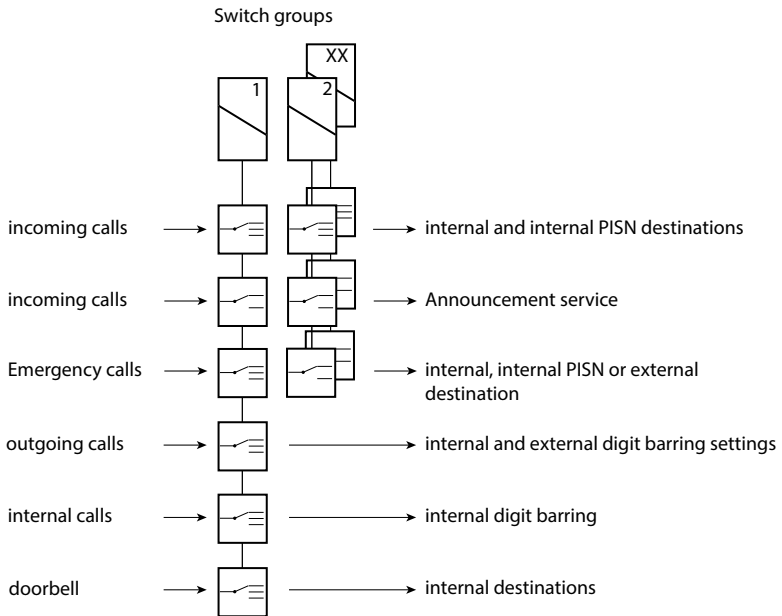 Switch groups
XX
1
2
incoming calls
internal and internal PISN destinations
incoming calls
Announcement service
Emergency calls
internal, internal PISN or external
destination
outgoing calls
internal and external digit barring settings
internal calls
internal digit barring
doorbell
internal destinations